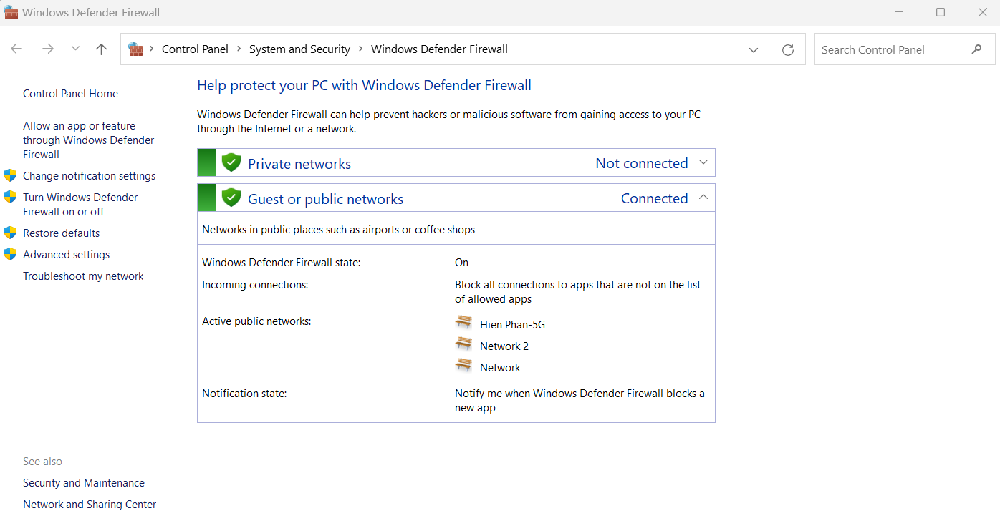 Windows Defender Firewall
Control Panel
System and Security
Windows Defender Firewall
Search Control Panel
Control Panel Home
Allow an app or feature
through Windows Defender
Firewall
Change notification settings
Turn Windows Defender
Firewall on or off
Restore defaults
Advanced settings
Troubleshoot my network
See also
Security and Maintenance
Network and Sharing Center
Help protect your PC with Windows Defender Firewall
Windows Defender Firewall can help prevent hackers or malicious software from gaining access to your PC
through the Internet or a network.
Private networks
Not connected
Guest or public networks
Connected
Networks in public places such as airports or coffee shops
Windows Defender Firewall state:
On
Incoming connections:
Block all connections to apps that are not on the list
of allowed apps
Active public networks:
Hien Phan-5G
Network 2
Network
Notification state:
Notify me when Windows Defender Firewall blocks a
new app